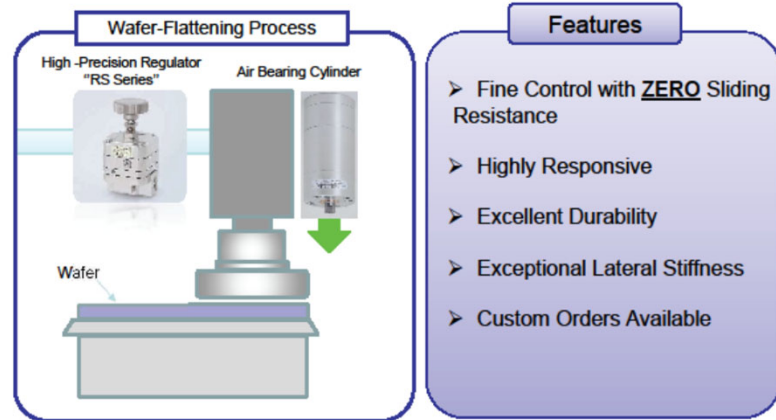 Wafer-Flattening Process
High -Precision Regulator
"RS Series"
Air Bearing Cylinder
Wafer
Features
➢ Fine Control with ZERO Sliding
Resistance
➢ Highly Responsive
➢ Excellent Durability
➢ Exceptional Lateral Stiffness
➢ Custom Orders Available